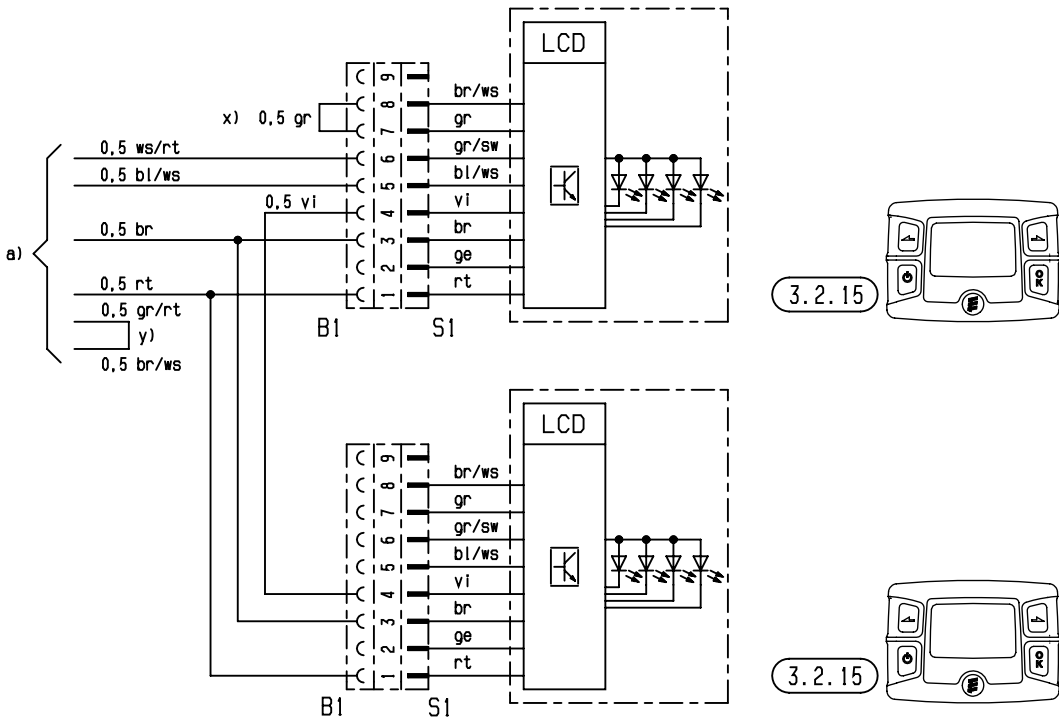 LCD
9
8
7
6
5
4
3
2
1
br/ws
gr
gr/sw
bl/ws
vi
br
ge
rt
x) 0,5 gr
0,5 ws/rt
0,5 bl/ws
0,5 vi
0,5 br
a)
0,5 rt
0,5 gr/rt
y)
0,5 br/ws
B1
S1
3.2.15
OK
LCD
9
8
7
6
5
4
3
2
1
br/ws
gr
gr/sw
bl/ws
vi
br
ge
rt
B1
S1
3.2.15
OK